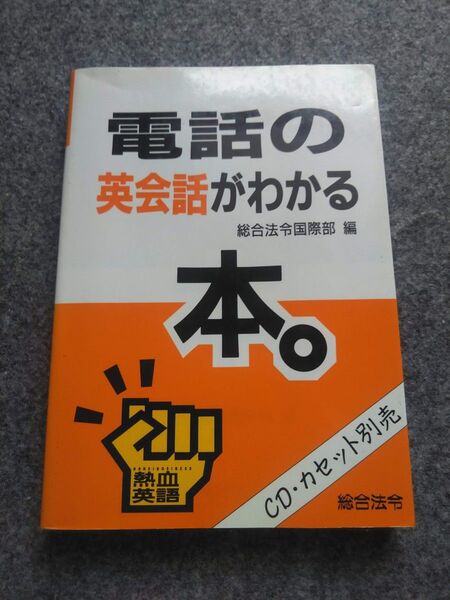 電話の
英会話がわかる
総合法令国際部 編
本。
熱血
英語
CD・カセット別売
総合法令